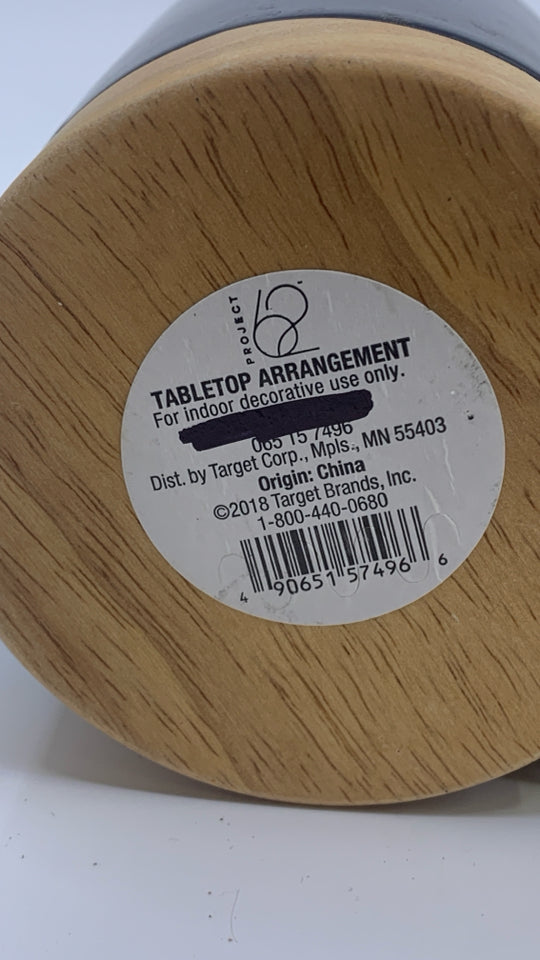 PROJECT 62
TABLETOP ARRANGEMENT
For indoor decorative use only.
065 15 7496
Dist. by Target Corp., Mpls., MN 55403
Origin: China
©2018 Target Brands, Inc.
1-800-440-0680
4 90651 57496 6